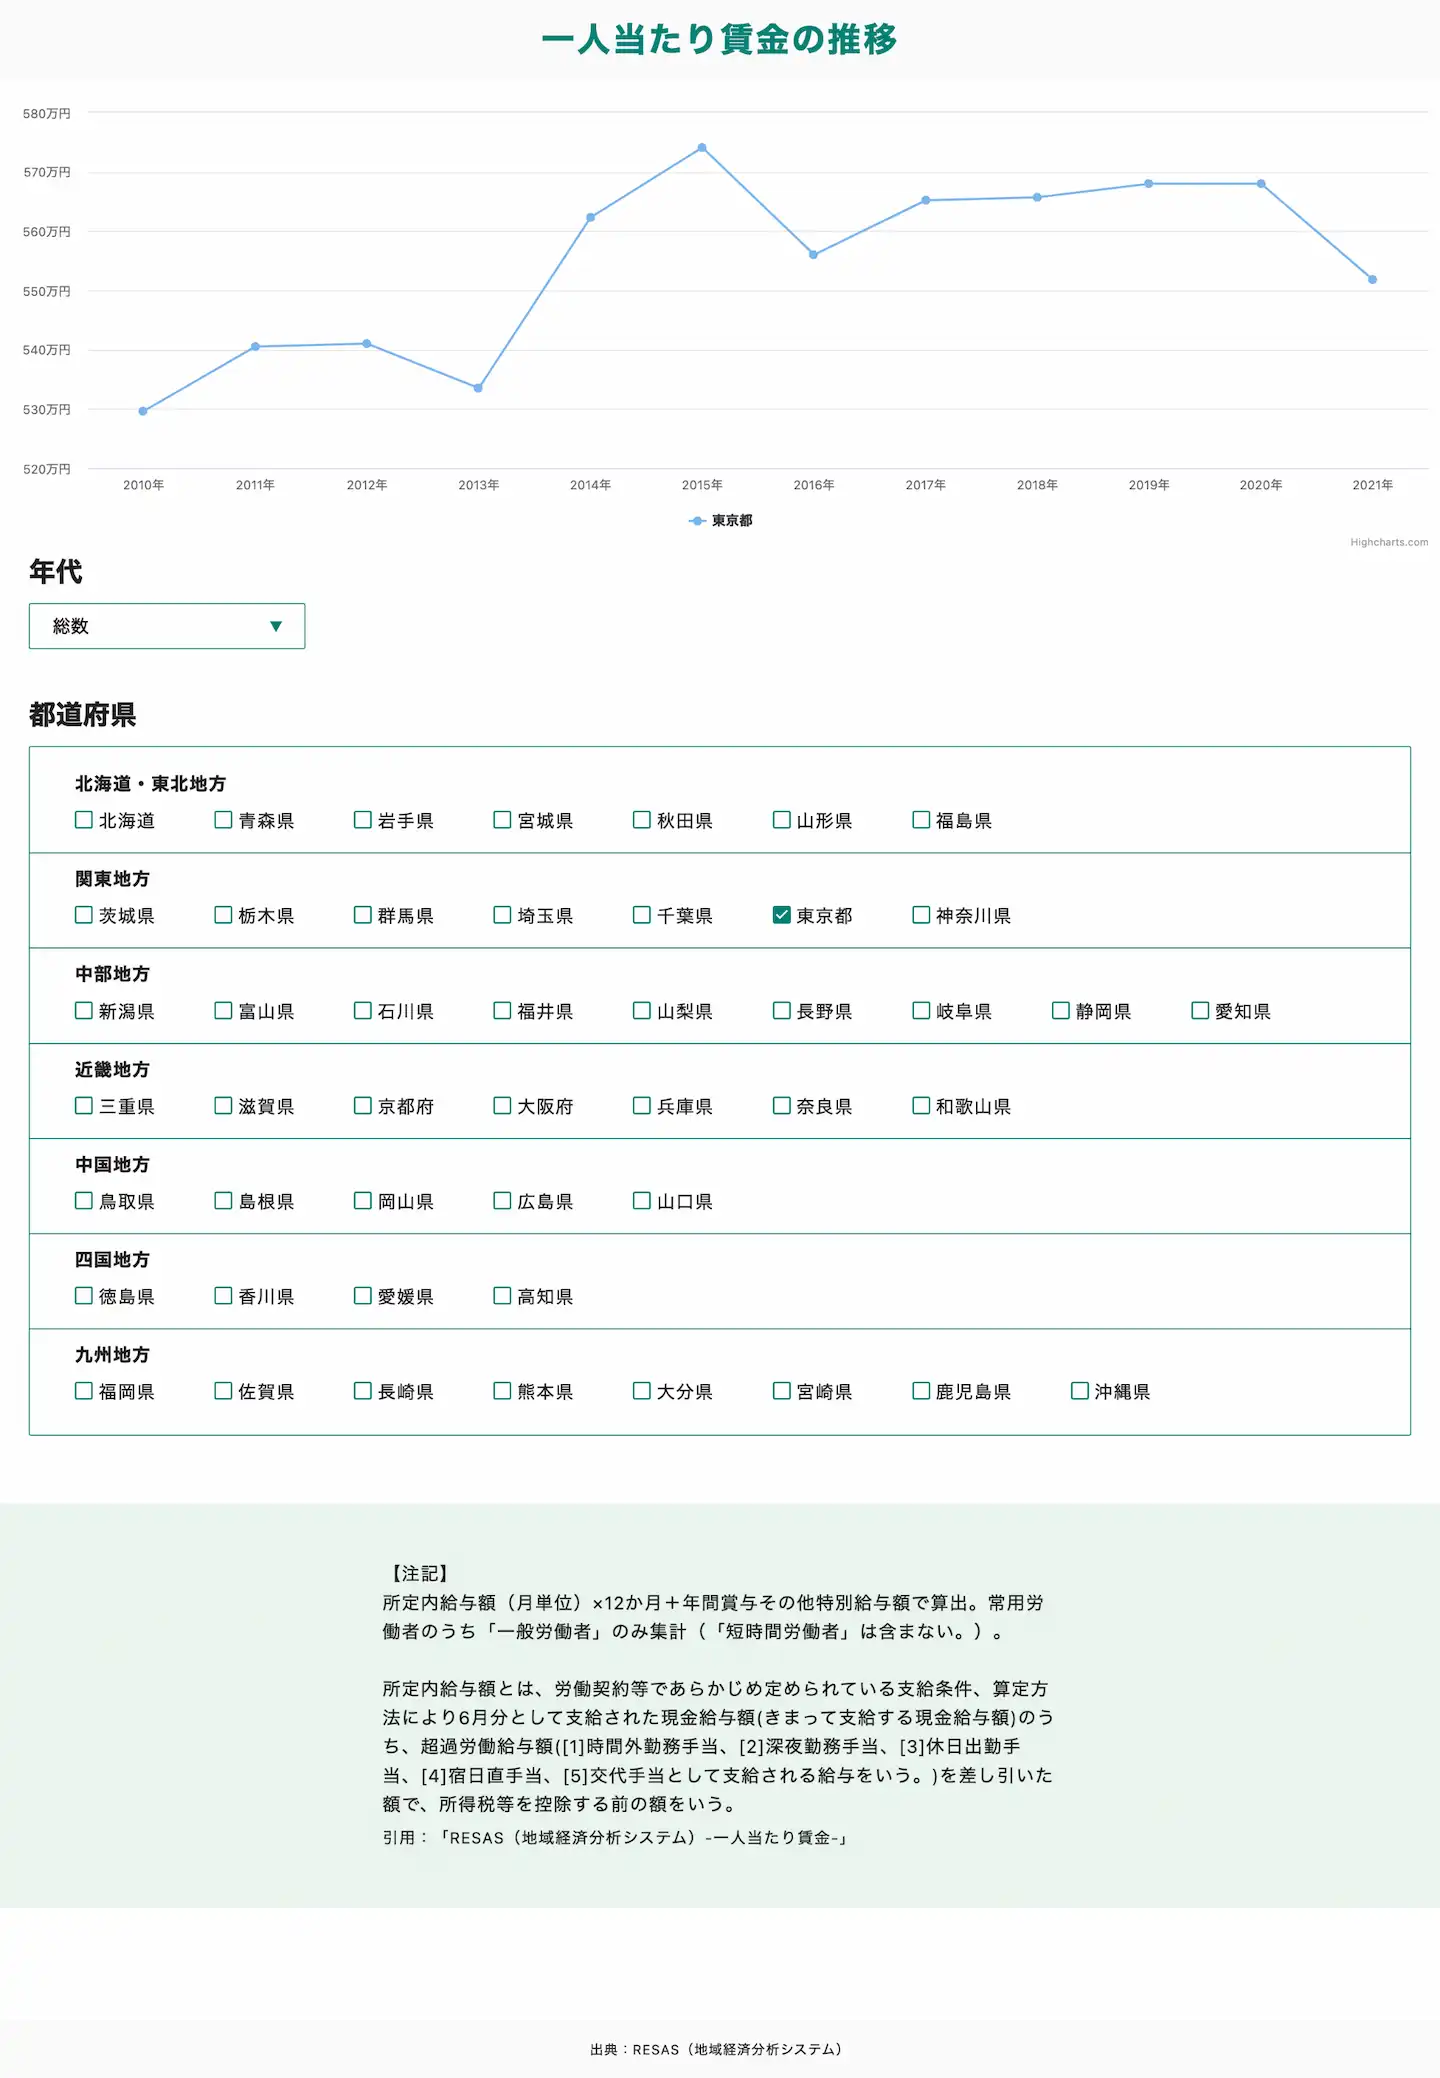 一人当たり賃金の推移
580万円
570万円
560万円
550万円
540万円
530万円
520万円
2010年 2011年 2012年 2013年 2014年 2015年 2016年 2017年 2018年 2019年 2020年 2021年
東京都
Highcharts.com
年代
総数 ▼
都道府県
北海道・東北地方
北海道 青森県 岩手県 宮城県 秋田県 山形県 福島県
関東地方
茨城県 栃木県 群馬県 埼玉県 千葉県 東京都 神奈川県
中部地方
新潟県 富山県 石川県 福井県 山梨県 長野県 岐阜県 静岡県 愛知県
近畿地方
三重県 滋賀県 京都府 大阪府 兵庫県 奈良県 和歌山県
中国地方
鳥取県 島根県 岡山県 広島県 山口県
四国地方
徳島県 香川県 愛媛県 高知県
九州地方
福岡県 佐賀県 長崎県 熊本県 大分県 宮崎県 鹿児島県 沖縄県
【注記】
所定内給与額（月単位）×12か月＋年間賞与その他特別給与額で算出。常用労
働者のうち「一般労働者」のみ集計（「短時間労働者」は含まない。）。
所定内給与額とは、労働契約等であらかじめ定められている支給条件、算定方
法により6月分として支給された現金給与額(きまって支給する現金給与額)のう
ち、超過労働給与額([1]時間外勤務手当、[2]深夜勤務手当、[3]休日出勤手
当、[4]宿日直手当、[5]交代手当として支給される給与をいう。)を差し引いた
額で、所得税等を控除する前の額をいう。
引用：「RESAS（地域経済分析システム）-一人当たり賃金-」
出典：RESAS（地域経済分析システム）